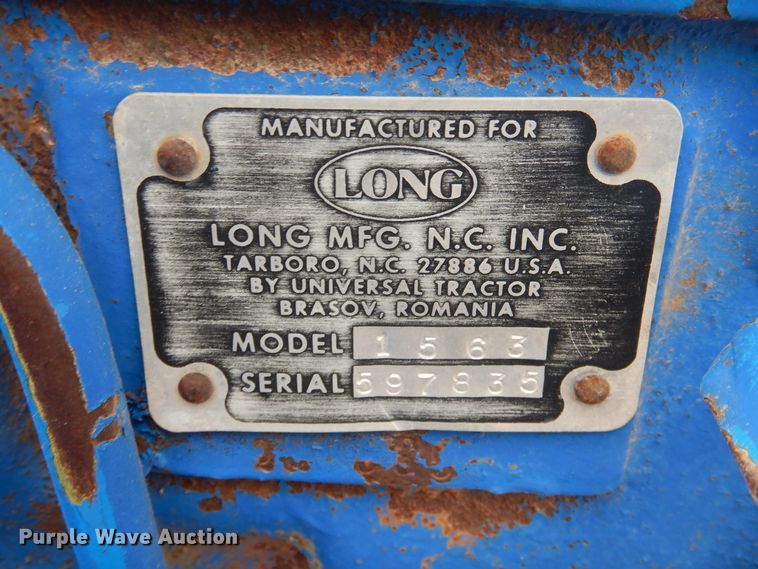 MANUFACTURED FOR
LONG
LONG MFG. N.C. INC.
TARBORO, N.C. 27886 U.S.A.
BY UNIVERSAL TRACTOR
BRASOV, ROMANIA
MODEL 1563
SERIAL 597835
Purple Wave Auction